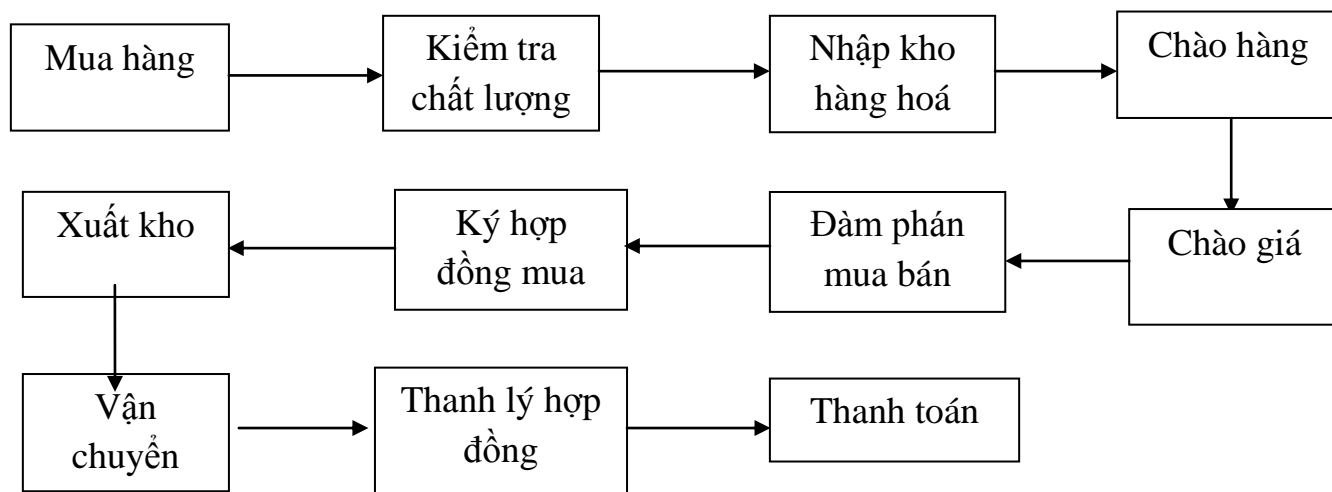 Mua hàng
Kiểm tra
chất lượng
Nhập kho
hàng hoá
Chào hàng
Chào giá
Đàm phán
mua bán
Ký hợp
đồng mua
Xuất kho
Vận
chuyển
Thanh lý hợp
đồng
Thanh toán